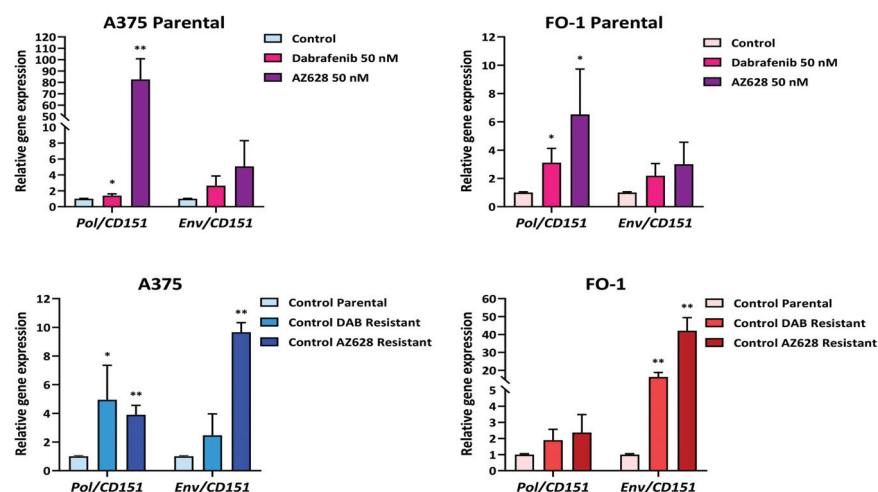 A375 Parental
Relative gene expression
120
110
100
90
80
70
60
50
10
8
6
4
2
0
*
**
Pol/CD151
Env/CD151
Control
Dabrafenib 50 nM
AZ628 50 nM
FO-1 Parental
Relative gene expression
12
10
8
6
4
2
0
*
*
Pol/CD151
Env/CD151
Control
Dabrafenib 50 nM
AZ628 50 nM
A375
Relative gene expression
12
10
8
6
4
2
0
*
**
**
Pol/CD151
Env/CD151
Control Parental
Control DAB Resistant
Control AZ628 Resistant
FO-1
Relative gene expression
60
50
40
30
20
10
5
4
3
2
1
0
**
**
Pol/CD151
Env/CD151
Control Parental
Control DAB Resistant
Control AZ628 Resistant